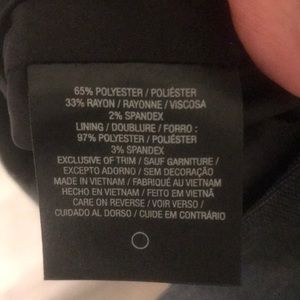 65% POLYESTER / POLIÉSTER
33% RAYON / RAYONNE / VISCOSA
2% SPANDEX
LINING / DOUBLURE / FORRO :
97% POLYESTER / POLIÉSTER
3% SPANDEX
EXCLUSIVE OF TRIM / SAUF GARNITURE /
EXCEPTO ADORNO / SEM DECORAÇÃO
MADE IN VIETNAM / FABRIQUÉ AU VIETNAM
HECHO EN VIETNAM / FEITO EM VIETNÃ
CARE ON REVERSE / VOIR VERSO /
CUIDADO AL DORSO / CUIDE EM CONTRÁRIO